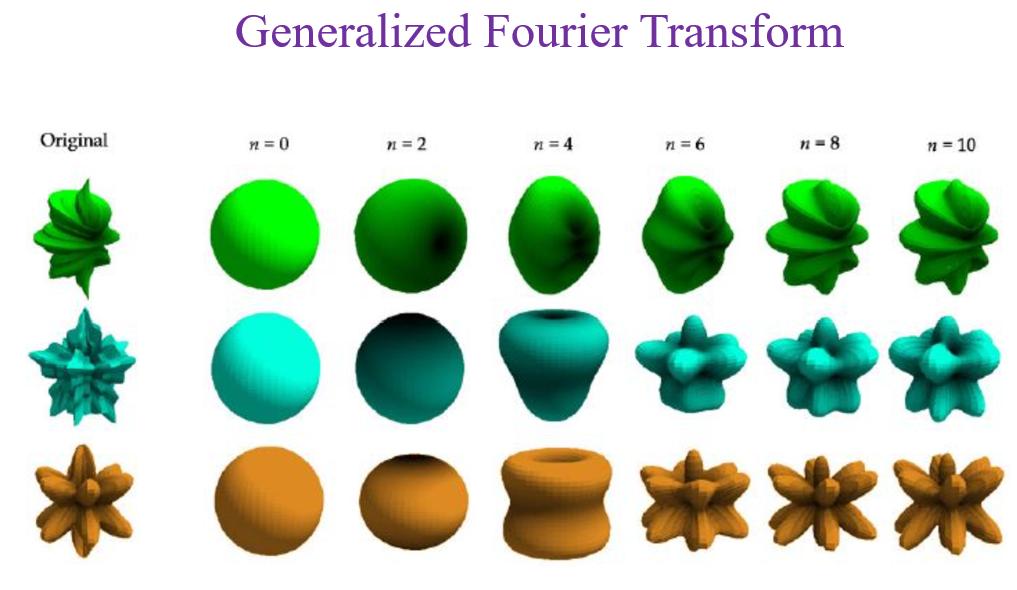 Generalized Fourier Transform
Original n = 0 n = 2 n = 4 n = 6 n = 8 n = 10